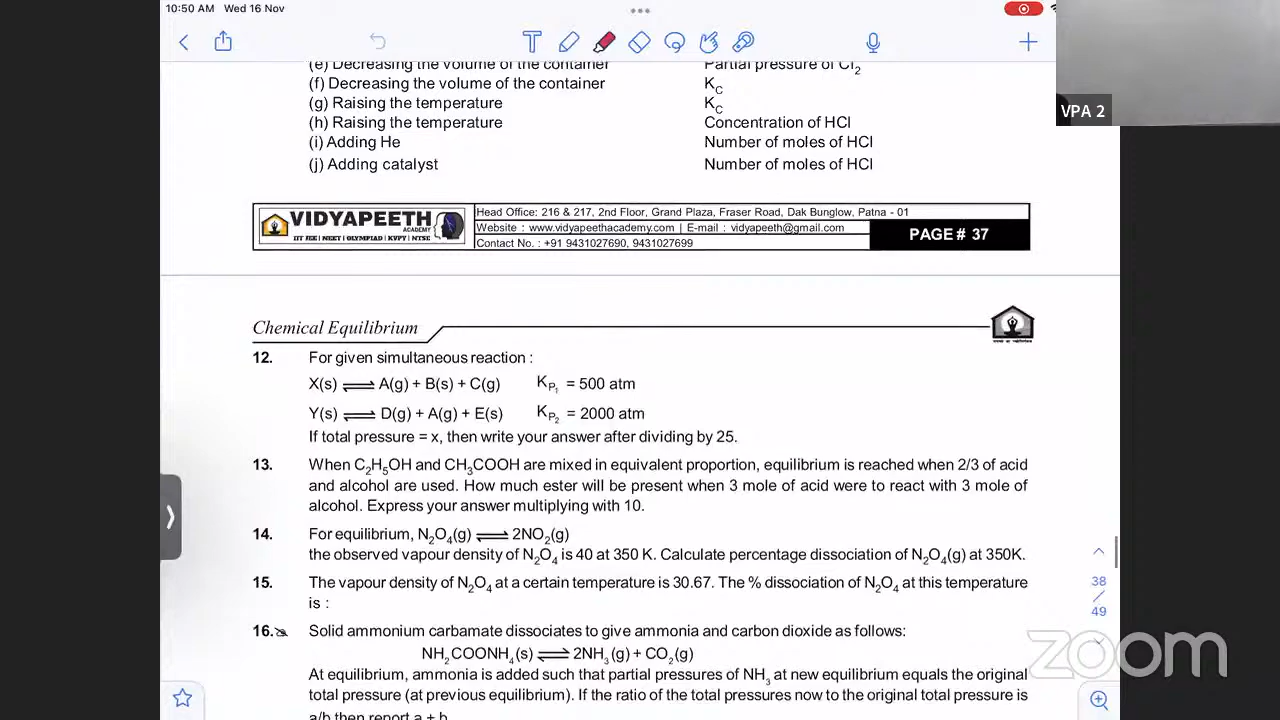 10:50 AM Wed 16 Nov
(e) Decreasing the volume of the container Partial pressure of Cl₂
(f) Decreasing the volume of the container K_C
(g) Raising the temperature K_C
(h) Raising the temperature Concentration of HCl
(i) Adding He Number of moles of HCl
(j) Adding catalyst Number of moles of HCl
VPA 2
VIDYAPEETH
ACADEMY
IIT JEE | NEET | OLYMPIAD | KVPY | NTSE
Head Office: 216 & 217, 2nd Floor, Grand Plaza, Fraser Road, Dak Bunglow, Patna - 01
Website : www.vidyapeethacademy.com | E-mail : vidyapeeth@gmail.com
Contact No. : +91 9431027690, 9431027699
PAGE # 37
Chemical Equilibrium
12. For given simultaneous reaction :
X(s) ⇌ A(g) + B(s) + C(g) K_P₁ = 500 atm
Y(s) ⇌ D(g) + A(g) + E(s) K_P₂ = 2000 atm
If total pressure = x, then write your answer after dividing by 25.
13. When C₂H₅OH and CH₃COOH are mixed in equivalent proportion, equilibrium is reached when 2/3 of acid
and alcohol are used. How much ester will be present when 3 mole of acid were to react with 3 mole of
alcohol. Express your answer multiplying with 10.
14. For equilibrium, N₂O₄(g) ⇌ 2NO₂(g)
the observed vapour density of N₂O₄ is 40 at 350 K. Calculate percentage dissociation of N₂O₄(g) at 350K.
15. The vapour density of N₂O₄ at a certain temperature is 30.67. The % dissociation of N₂O₄ at this temperature
is :
16. Solid ammonium carbamate dissociates to give ammonia and carbon dioxide as follows:
NH₂COONH₄(s) ⇌ 2NH₃(g) + CO₂(g)
At equilibrium, ammonia is added such that partial pressures of NH₃ at new equilibrium equals the original
total pressure (at previous equilibrium). If the ratio of the total pressures now to the original total pressure is
a/b then report a + b
38
/
49
zoom